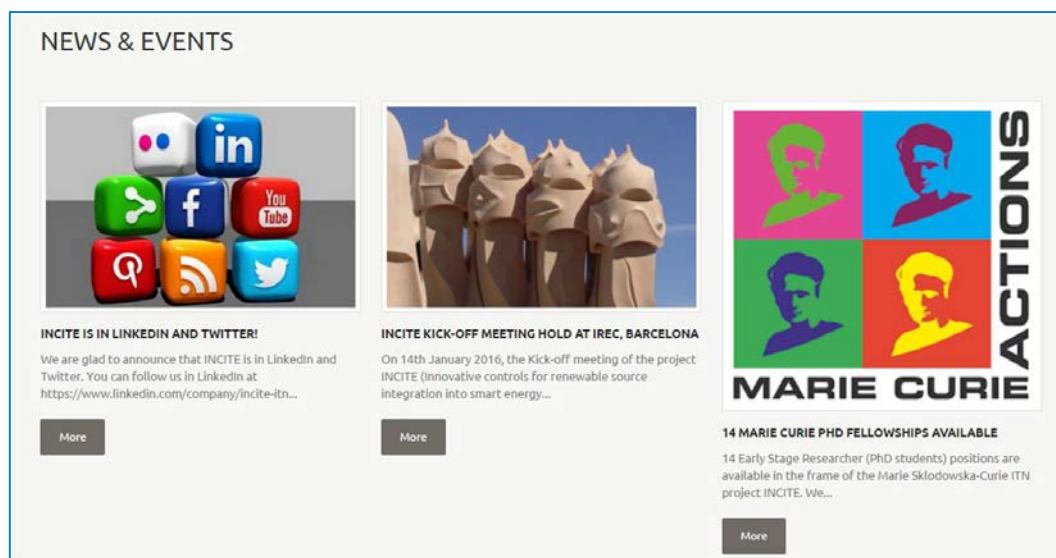 NEWS & EVENTS
in
f
You
Tube
INCITE IS IN LINKEDIN AND TWITTER!
We are glad to announce that INCITE is in LinkedIn and
Twitter. You can follow us in LinkedIn at
https://www.linkedin.com/company/incite-itn...
More
INCITE KICK-OFF MEETING HOLD AT IREC, BARCELONA
On 14th January 2016, the Kick-off meeting of the project
INCITE (Innovative controls for renewable source
integration into smart energy...
More
MARIE CURIE
ACTIONS
14 MARIE CURIE PHD FELLOWSHIPS AVAILABLE
14 Early Stage Researcher (PhD students) positions are
available in the frame of the Marie Sklodowska-Curie ITN
project INCITE. We...
More